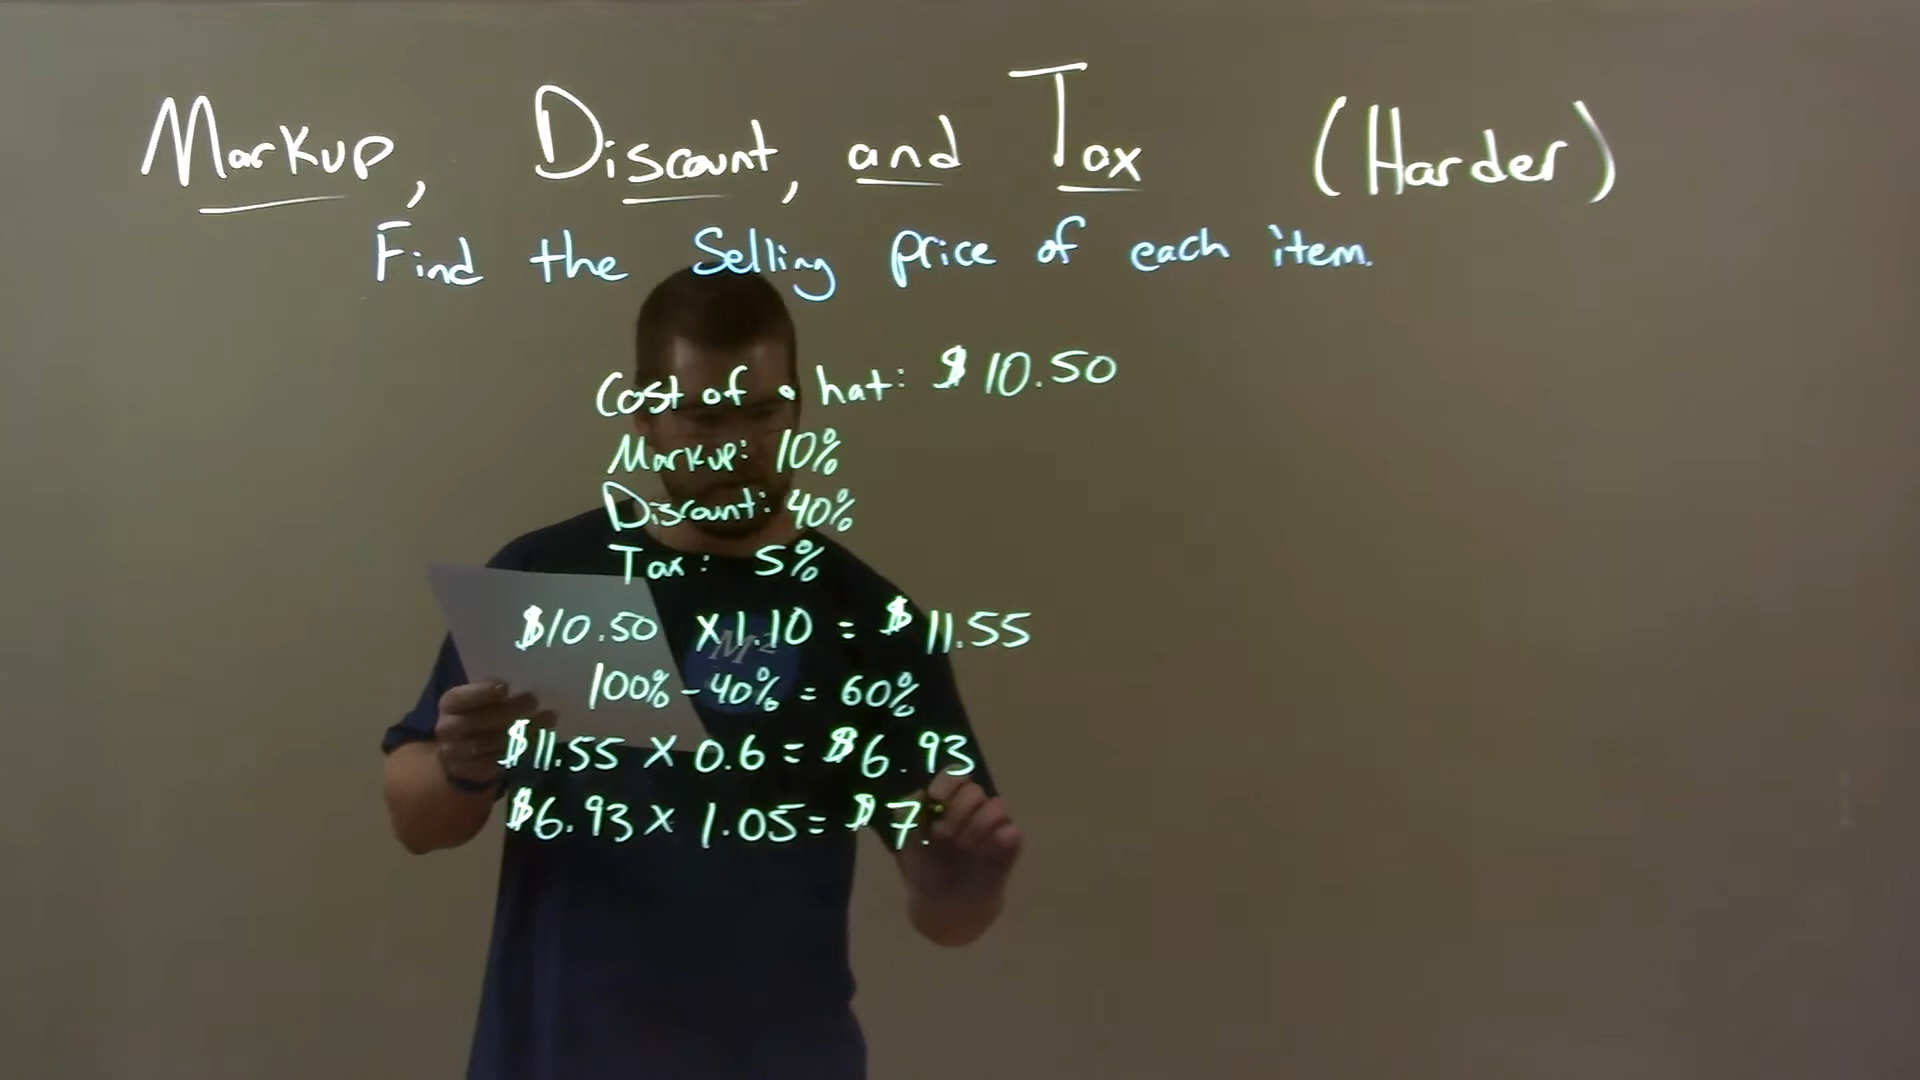 Markup, Discount, and Tax (Harder)
Find the Selling price of each item.
Cost of a hat: $10.50
Markup: 10%
Discount: 40%
Tax: 5%
$10.50 x 1.10 = $11.55
100% - 40% = 60%
$11.55 x 0.6 = $6.93
$6.93 x 1.05 = $7.
M²